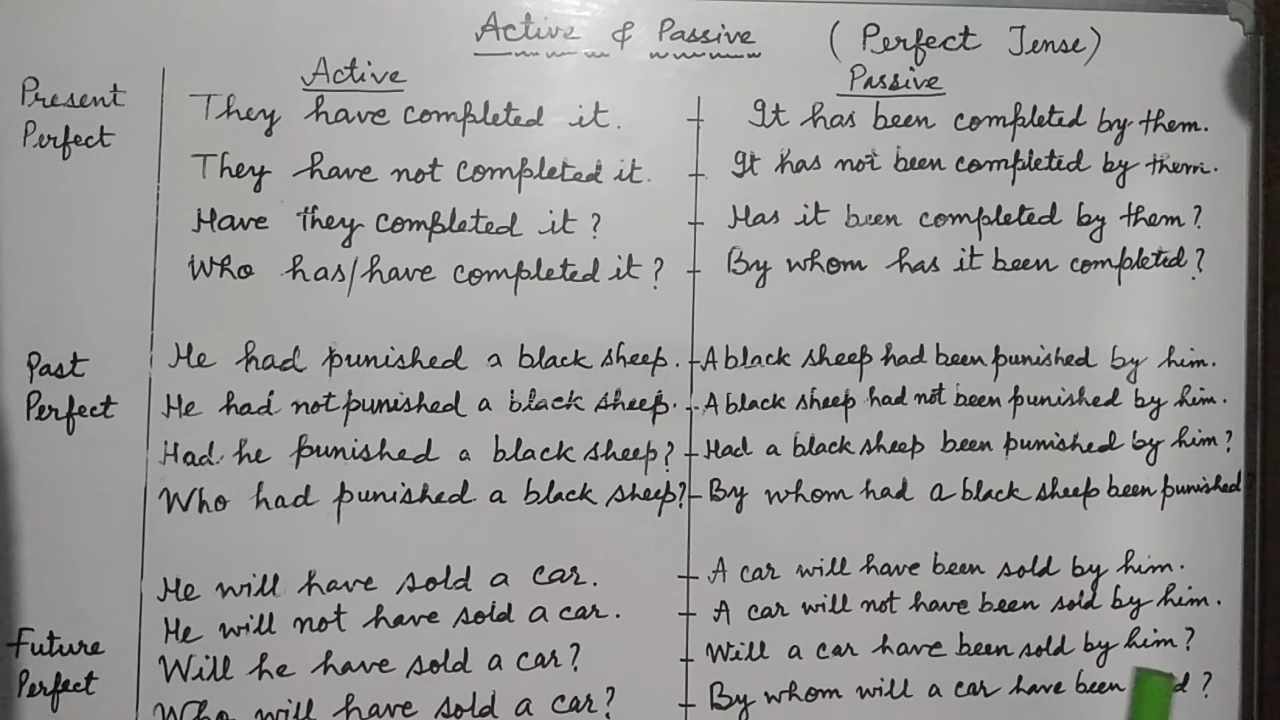 Active & Passive (Perfect Tense)
Active Passive
Present Perfect
They have completed it. It has been completed by them.
They have not completed it. It has not been completed by them.
Have they completed it? Has it been completed by them?
Who has/have completed it? By whom has it been completed?
Past Perfect
He had punished a black sheep. A black sheep had been punished by him.
He had not punished a black sheep. A black sheep had not been punished by him.
Had he punished a black sheep? Had a black sheep been punished by him?
Who had punished a black sheep? By whom had a black sheep been punished?
Future Perfect
He will have sold a car. A car will have been sold by him.
He will not have sold a car. A car will not have been sold by him.
Will he have sold a car? Will a car have been sold by him?
Who will have sold a car? By whom will a car have been ?